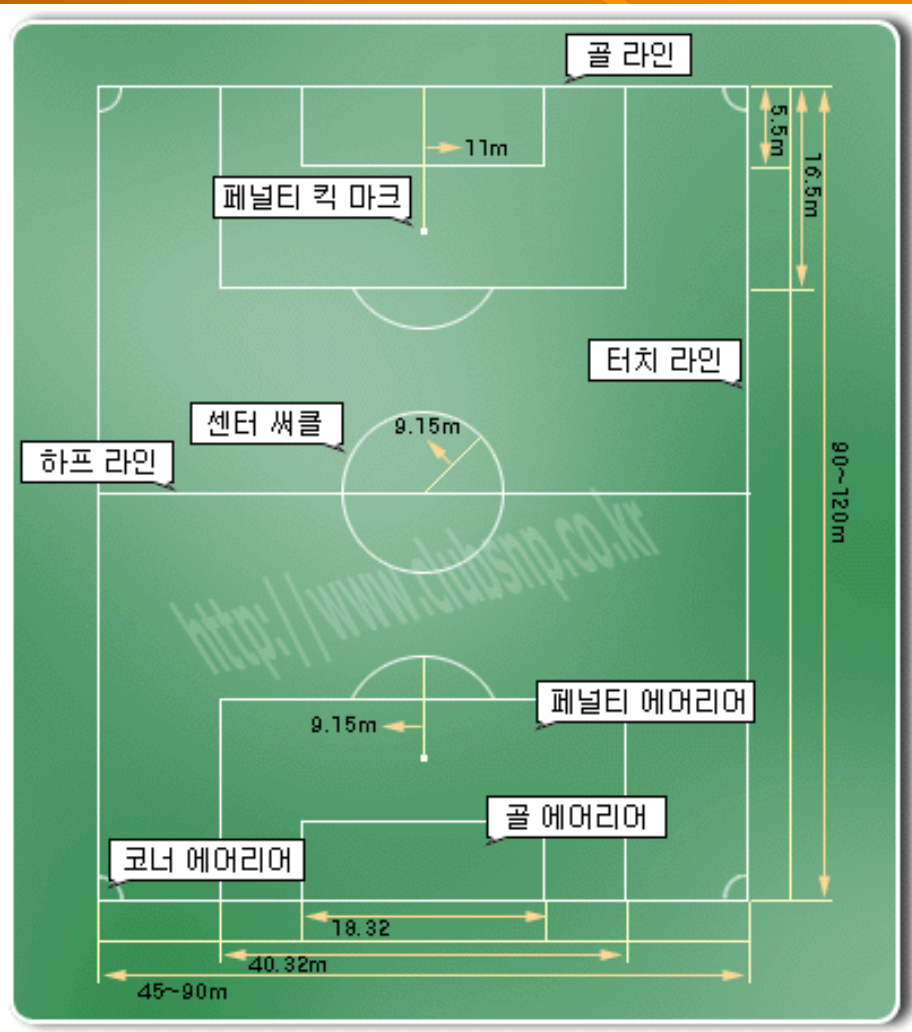 골 라인
5.5m
11m
16.5m
페널티 킥 마크
터치 라인
센터 써클
9.15m
하프 라인
90~120m
http://www.clubsnp.co.kr
페널티 에어리어
9.15m
골 에어리어
코너 에어리어
18.32
40.32m
45~90m